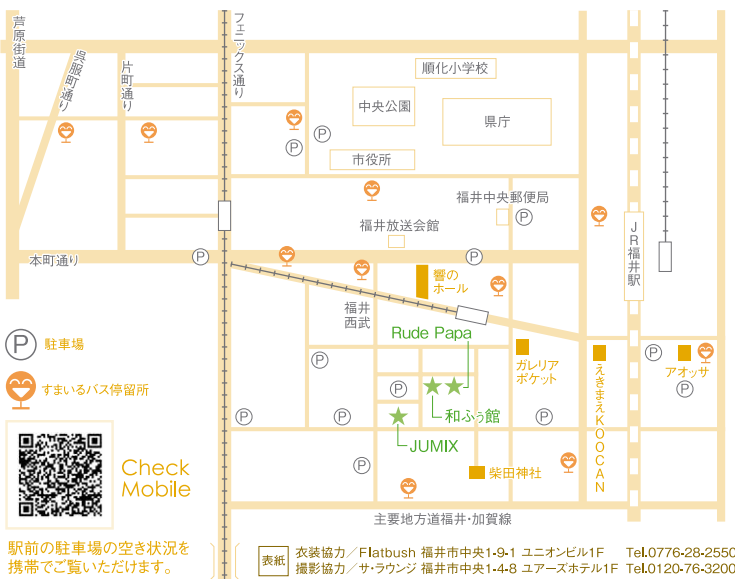 芦原街道
呉服町通り
片町通り
フェニックス通り
順化小学校
中央公園
県庁
P
P
市役所
福井中央郵便局
P
福井放送会館
JR福井駅
本町通り
P
P
響の
ホール
福井
西武
Rude Papa
P
ガレリア
ポケット
えきまえKOOCAN
P
アオッサ
P
P 駐車場
すまいるバス停留所
P
和ふぅ館
P
P
P
JUMIX
P
柴田神社
Check
Mobile
主要地方道福井・加賀線
駅前の駐車場の空き状況を
携帯でご覧いただけます。
表紙
衣装協力／Flatbush 福井市中央1-9-1 ユニオンビル1F Tel.0776-28-2550
撮影協力／サ・ラウンジ 福井市中央1-4-8 ユアーズホテル1F Tel.0120-76-3200